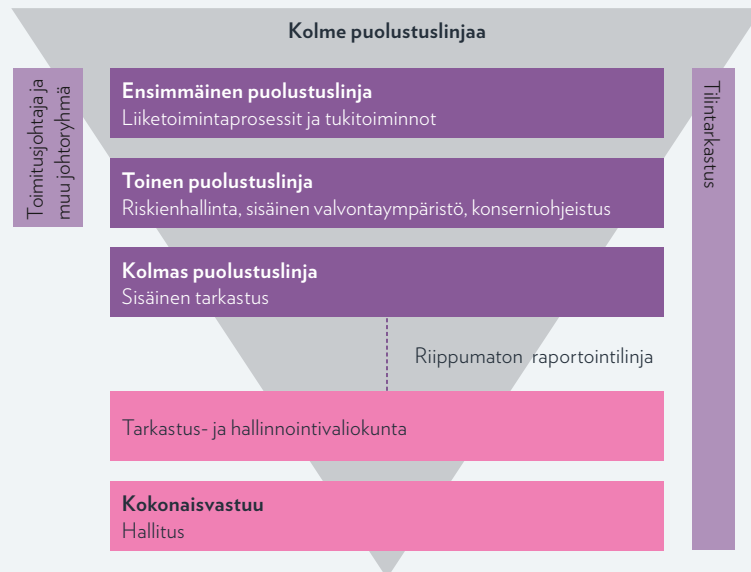 Kolme puolustuslinjaa
Toimitusjohtaja ja
muu johtoryhmä
Ensimmäinen puolustuslinja
Liiketoimintaprosessit ja tukitoiminnot
Toinen puolustuslinja
Riskienhallinta, sisäinen valvontaympäristö, konserniohjeistus
Kolmas puolustuslinja
Sisäinen tarkastus
Riippumaton raportointilinja
Tarkastus- ja hallinnointivaliokunta
Kokonaisvastuu
Hallitus
Tilintarkastus